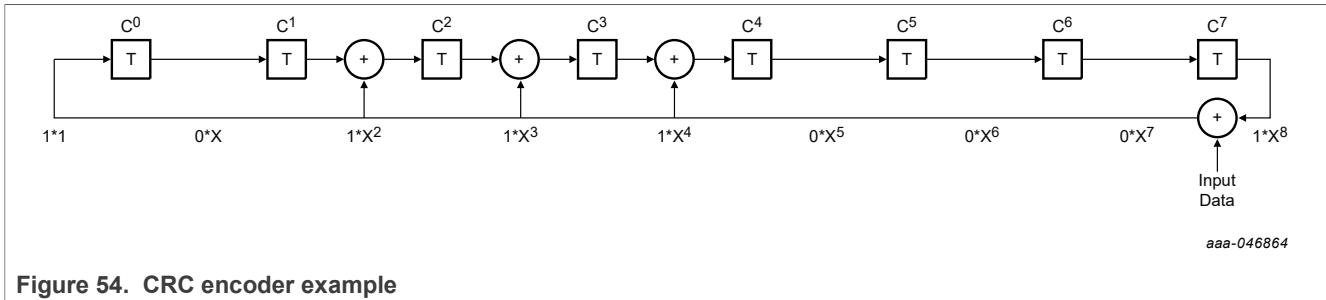 C⁰ C¹ C² C³ C⁴ C⁵ C⁶ C⁷
T T + T + T + T T T T
1*1 0*X 1*X² 1*X³ 1*X⁴ 0*X⁵ 0*X⁶ 0*X⁷ + 1*X⁸
Input
Data
aaa-046864
Figure 54. CRC encoder example